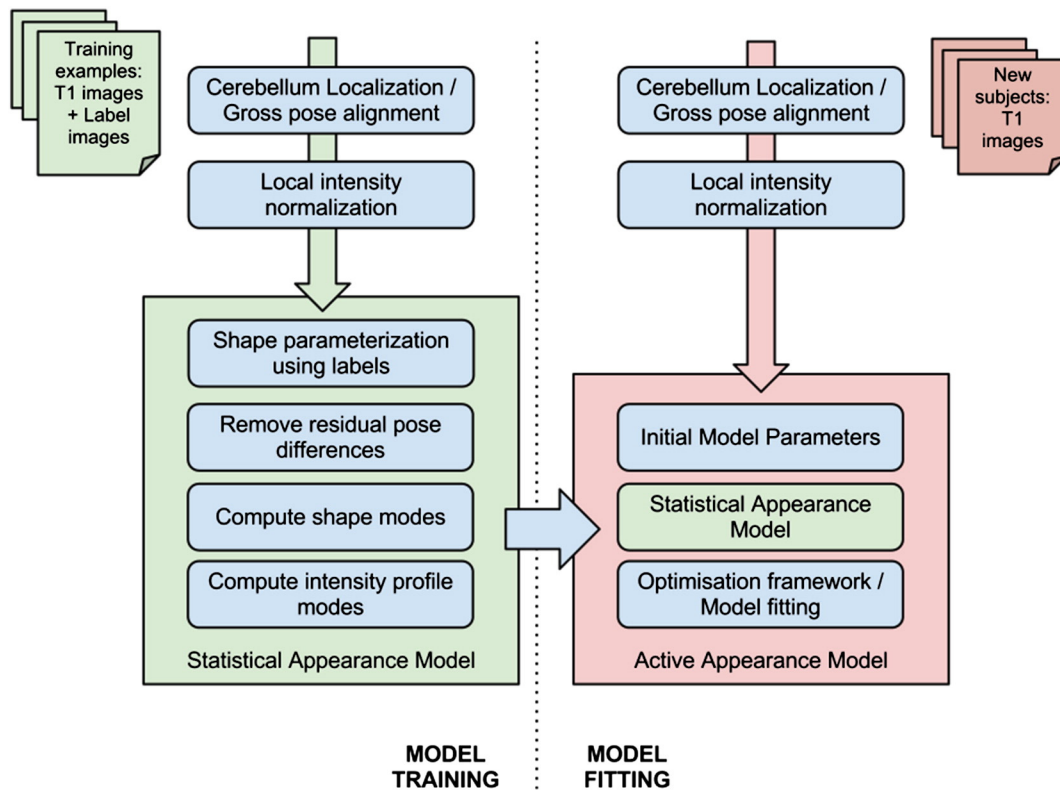 Training
examples:
T1 images
+ Label
images
Cerebellum Localization /
Gross pose alignment
Local intensity
normalization
Shape parameterization
using labels
Remove residual pose
differences
Compute shape modes
Compute intensity profile
modes
Statistical Appearance Model
MODEL
TRAINING
Cerebellum Localization /
Gross pose alignment
New
subjects:
T1
images
Local intensity
normalization
Initial Model Parameters
Statistical Appearance
Model
Optimisation framework /
Model fitting
Active Appearance Model
MODEL
FITTING